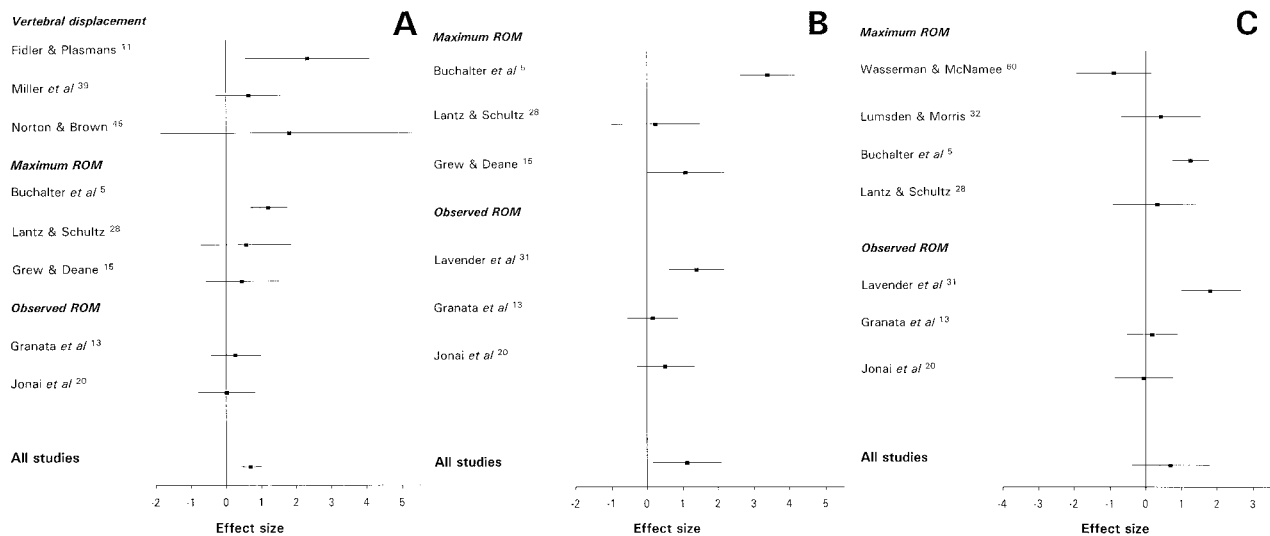 A
Vertebral displacement
Fidler & Plasmans 11
Miller et al 39
Norton & Brown 45
Maximum ROM
Buchalter et al 5
Lantz & Schultz 28
Grew & Deane 15
Observed ROM
Granata et al 13
Jonai et al 20
All studies
-2 -1 0 1 2 3 4 5
Effect size
B
Maximum ROM
Buchalter et al 5
Lantz & Schultz 28
Grew & Deane 15
Observed ROM
Lavender et al 31
Granata et al 13
Jonai et al 20
All studies
-1 0 1 2 3 4 5
Effect size
C
Maximum ROM
Wasserman & McNamee 60
Lumsden & Morris 32
Buchalter et al 5
Lantz & Schultz 28
Observed ROM
Lavender et al 31
Granata et al 13
Jonai et al 20
All studies
-4 -3 -2 -1 0 1 2 3
Effect size